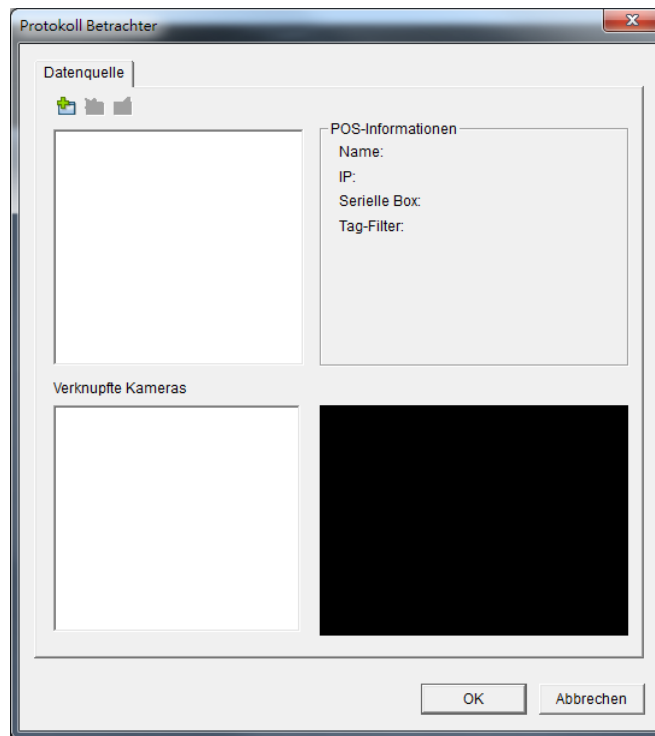 Protokoll Betrachter
Datenquelle
POS-Informationen
Name:
IP:
Serielle Box:
Tag-Filter:
Verknupfte Kameras
OK
Abbrechen